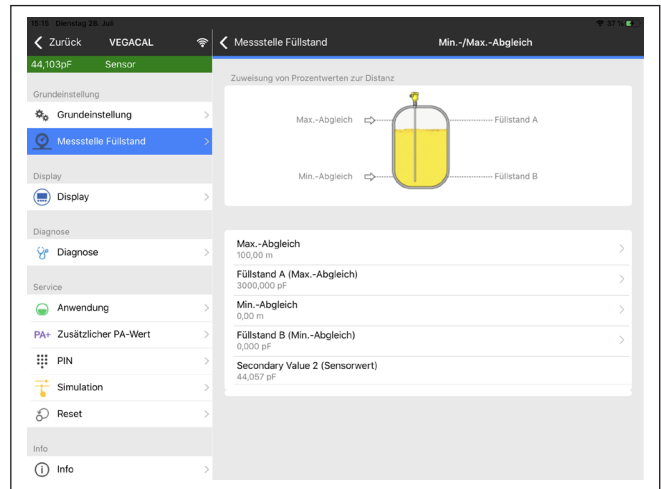 15:18 Dienstag 28. Juli
37 %
Zurück
VEGACAL
44,103pF
Sensor
Grundeinstellung
Grundeinstellung
Messstelle Füllstand
Display
Display
Diagnose
Diagnose
Service
Anwendung
PA+ Zusätzlicher PA-Wert
PIN
Simulation
Reset
Info
Info
Messstelle Füllstand
Min.-/Max.-Abgleich
Zuweisung von Prozentwerten zur Distanz
Max.-Abgleich
Füllstand A
Min.-Abgleich
Füllstand B
Max.-Abgleich
100,00 m
Füllstand A (Max.-Abgleich)
3000,000 pF
Min.-Abgleich
0,00 m
Füllstand B (Min.-Abgleich)
0,000 pF
Secondary Value 2 (Sensorwert)
44,057 pF